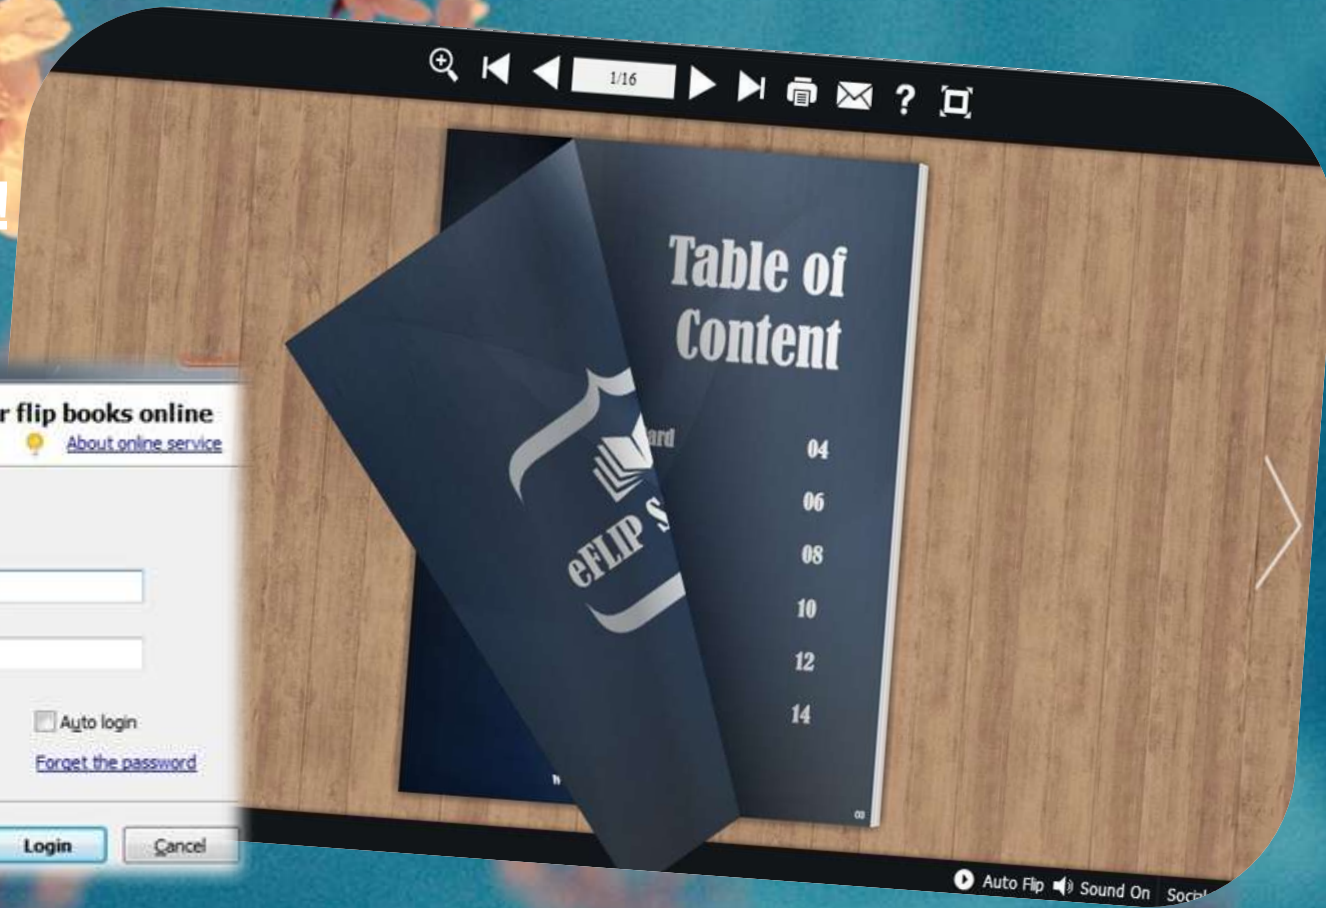 !
1/16
?
Table of
Content
04
06
08
10
12
14
eFLIP
r flip books online
About online service
Auto login
Forget the password
Login Cancel
Auto Flip Sound On